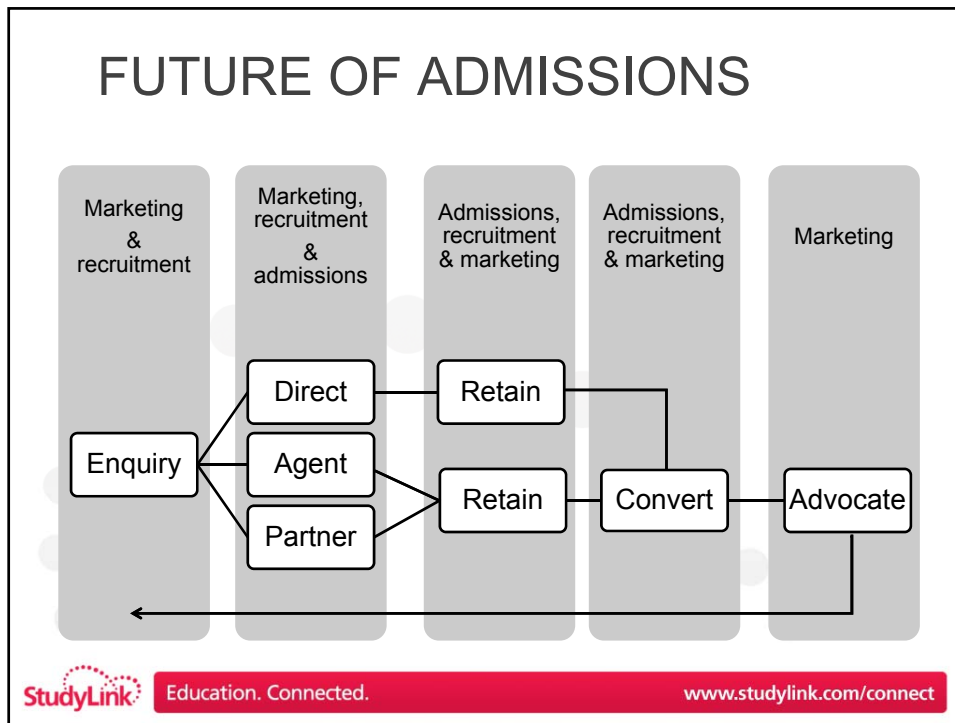 FUTURE OF ADMISSIONS
Marketing
&
recruitment
Marketing,
recruitment
&
admissions
Admissions,
recruitment
& marketing
Admissions,
recruitment
& marketing
Marketing
Direct
Retain
Enquiry
Agent
Partner
Retain
Convert
Advocate
StudyLink
Education. Connected.
www.studylink.com/connect